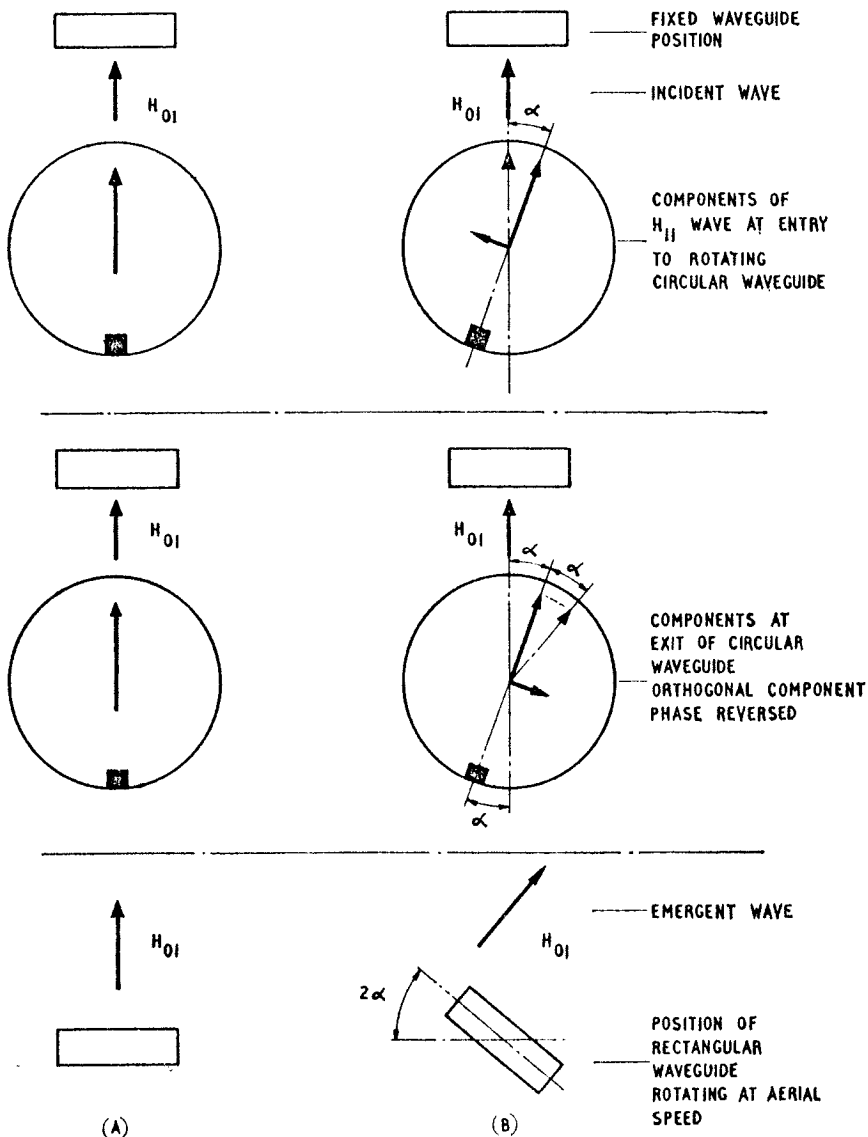 FIXED WAVEGUIDE
POSITION
INCIDENT WAVE
H01
H01
α
COMPONENTS OF
H11 WAVE AT ENTRY
TO ROTATING
CIRCULAR WAVEGUIDE
H01
H01
α
α
COMPONENTS AT
EXIT OF CIRCULAR
WAVEGUIDE
ORTHOGONAL COMPONENT
PHASE REVERSED
α
EMERGENT WAVE
H01
H01
2α
POSITION OF
RECTANGULAR
WAVEGUIDE
ROTATING AT AERIAL
SPEED
(A)
(B)